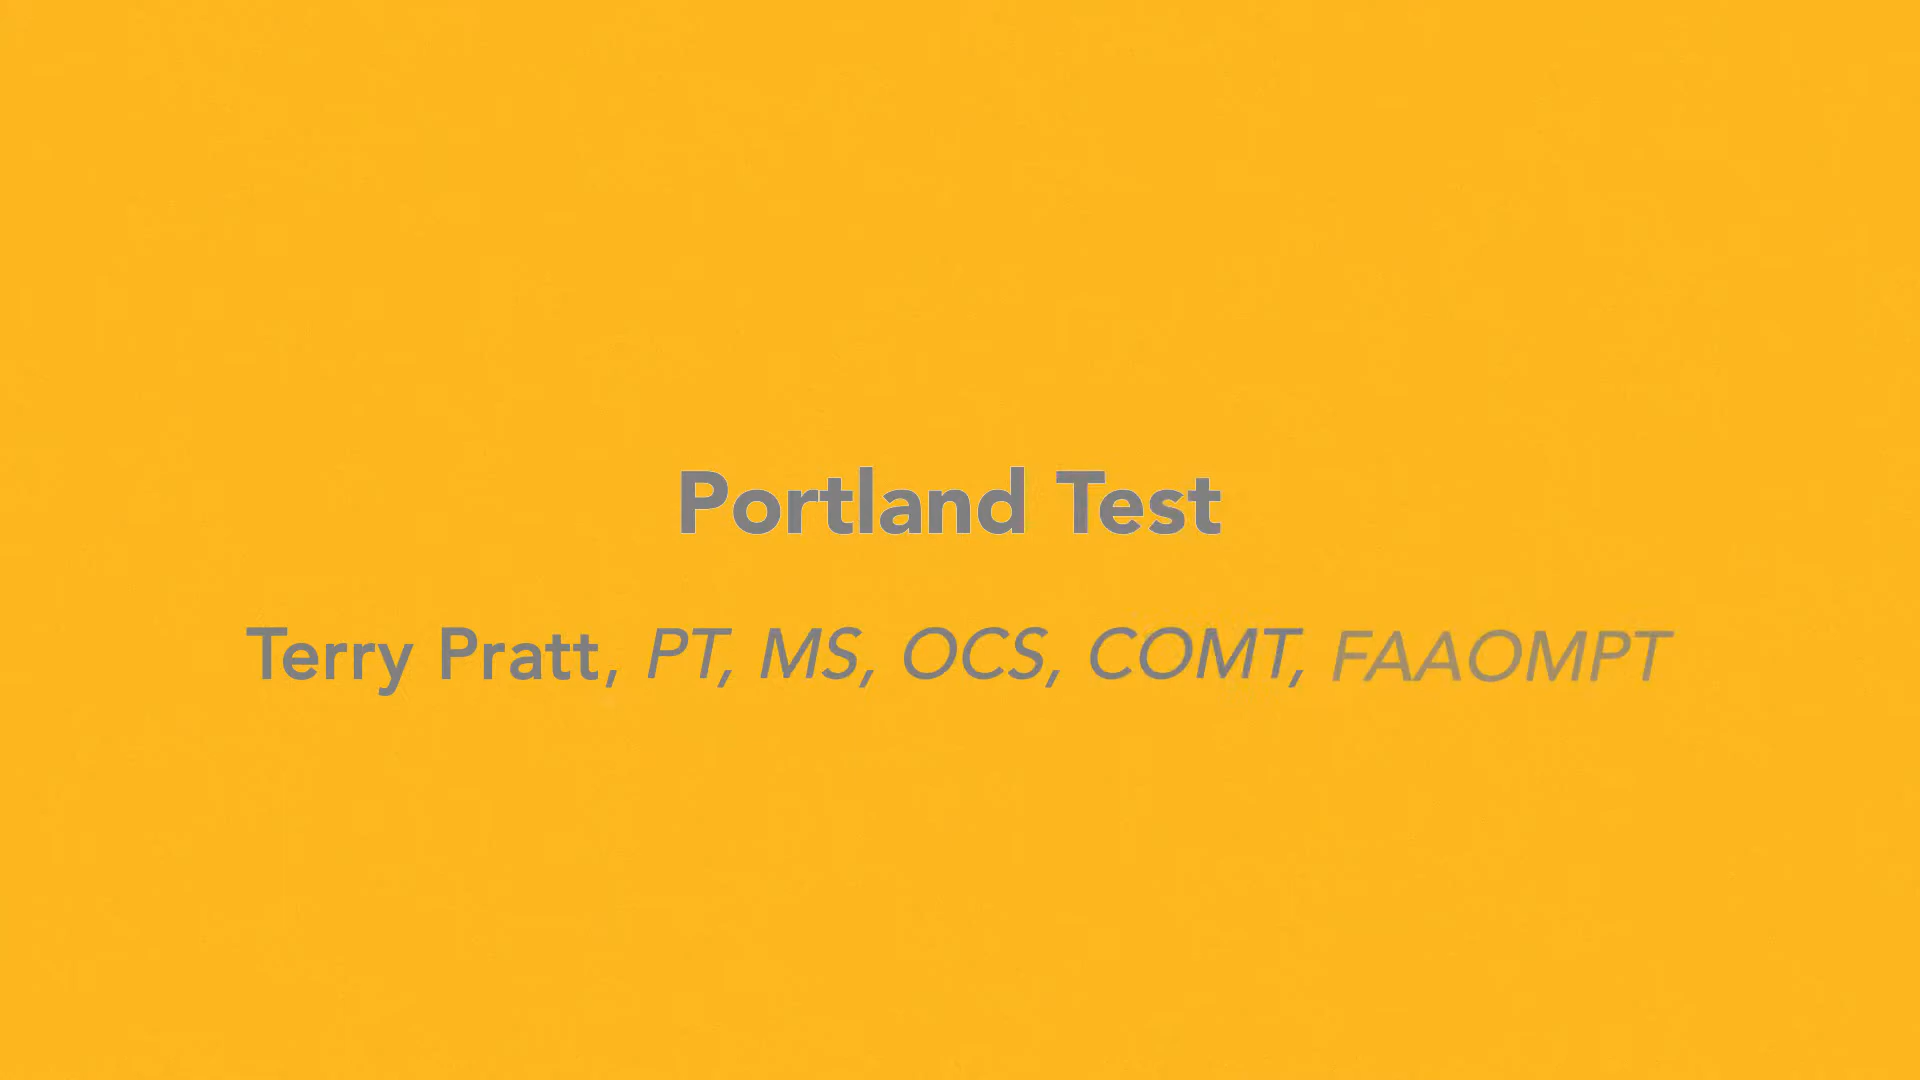 Portland Test
Terry Pratt, PT, MS, OCS, COMT, FAAOMPT